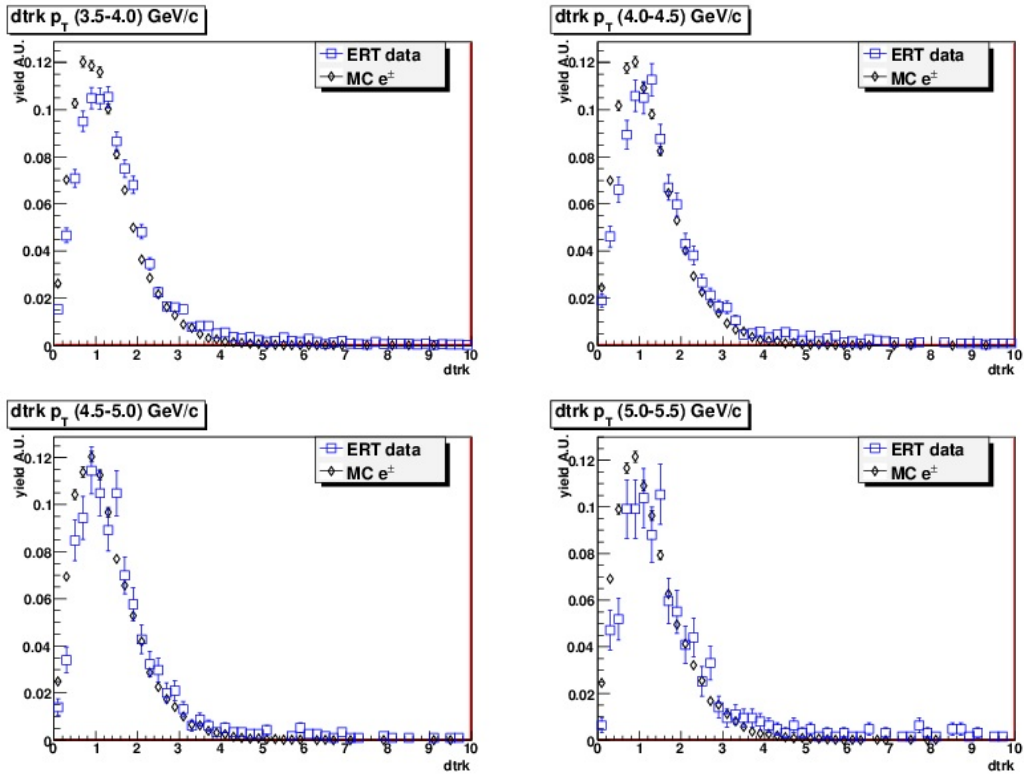 dtrk p_T (3.5-4.0) GeV/c
yield A.U.
ERT data
MC e±
0.12
0.1
0.08
0.06
0.04
0.02
0
0 1 2 3 4 5 6 7 8 9 10
dtrk
dtrk p_T (4.0-4.5) GeV/c
yield A.U.
ERT data
MC e±
0.12
0.1
0.08
0.06
0.04
0.02
0
0 1 2 3 4 5 6 7 8 9 10
dtrk
dtrk p_T (4.5-5.0) GeV/c
yield A.U.
ERT data
MC e±
0.12
0.1
0.08
0.06
0.04
0.02
0
0 1 2 3 4 5 6 7 8 9 10
dtrk
dtrk p_T (5.0-5.5) GeV/c
yield A.U.
ERT data
MC e±
0.12
0.1
0.08
0.06
0.04
0.02
0
0 1 2 3 4 5 6 7 8 9 10
dtrk